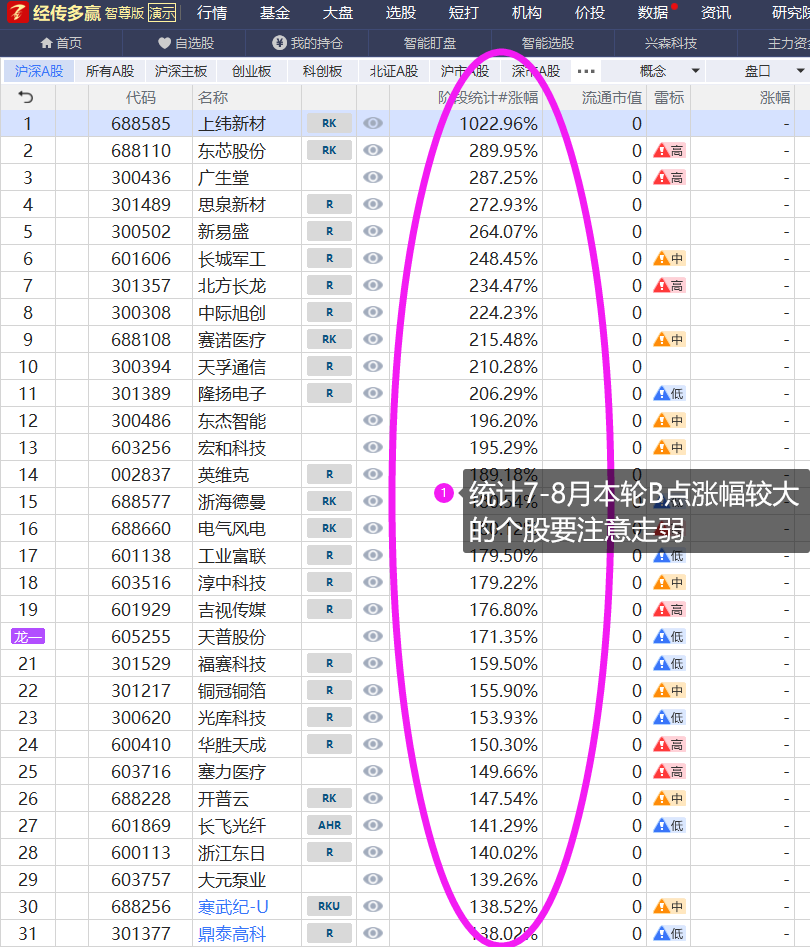 经传多赢 智尊版 演示 行情 基金 大盘 选股 短打 机构 价投 数据 资讯 研究院
首页 自选股 我的持仓 智能盯盘 智能选股 兴森科技 主力资
沪深A股 所有A股 沪深主板 创业板 科创板 北证A股 沪市A股 深市A股 ··· 概念 盘口
代码 名称 阶段统计#涨幅 流通市值 雷标 涨幅
1 688585 上纬新材 RK 1022.96% 0 -
2 688110 东芯股份 RK 289.95% 0 高 -
3 300436 广生堂 287.25% 0 高 -
4 301489 思泉新材 R 272.93% 0 -
5 300502 新易盛 R 264.07% 0 -
6 601606 长城军工 R 248.45% 0 中 -
7 301357 北方长龙 R 234.47% 0 高 -
8 300308 中际旭创 R 224.23% 0 -
9 688108 赛诺医疗 RK 215.48% 0 中 -
10 300394 天孚通信 R 210.28% 0 -
11 301389 隆扬电子 R 206.29% 0 低 -
12 300486 东杰智能 196.20% 0 中 -
13 603256 宏和科技 195.29% 0 中 -
14 002837 英维克 R 189.18% 0 -
15 688577 浙海德曼 RK
16 688660 电气风电 RK
1 统计7-8月本轮B点涨幅较大
的个股要注意走弱
17 601138 工业富联 R 179.50% 0 低 -
18 603516 淳中科技 R 179.22% 0 中 -
19 601929 吉视传媒 R 176.80% 0 高 -
龙一 605255 天普股份 171.35% 0 低 -
21 301529 福赛科技 R 159.50% 0 低 -
22 301217 铜冠铜箔 R 155.90% 0 中 -
23 300620 光库科技 R 153.93% 0 低 -
24 600410 华胜天成 R 150.30% 0 高 -
25 603716 塞力医疗 149.66% 0 高 -
26 688228 开普云 RK 147.54% 0 中 -
27 601869 长飞光纤 AHR 141.29% 0 低 -
28 600113 浙江东日 R 140.02% 0 -
29 603757 大元泵业 139.26% 0 -
30 688256 寒武纪-U RKU 138.52% 0 中 -
31 301377 鼎泰高科 R 138.02% 0 低 -